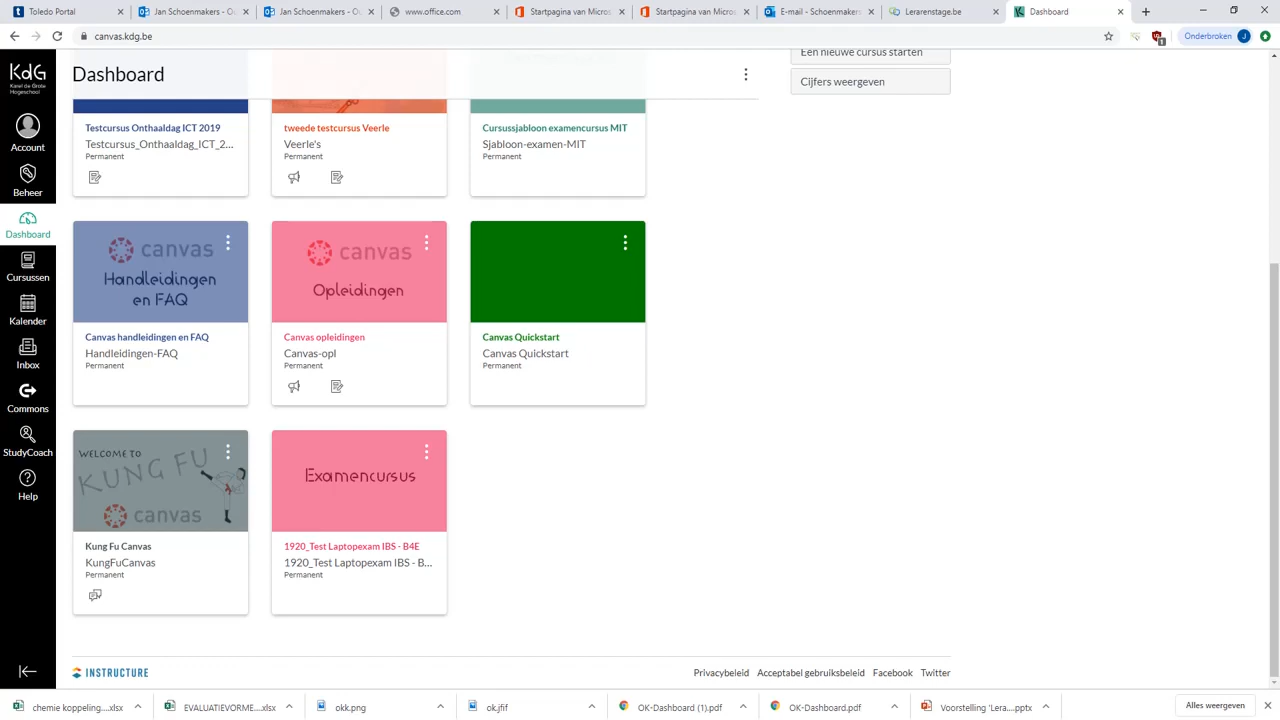 Toledo Portal
Jan Schoenmakers - O
Jan Schoenmakers - O
www.office.com
Startpagina van Micros
Startpagina van Micros
E-mail - Schoenmakers
Lerarenstage.be
Dashboard
canvas.kdg.be
Onderbroken
J
1
KdG
Karel de Grote
Hogeschool
Account
Beheer
Dashboard
Cursussen
Kalender
Inbox
Commons
StudyCoach
Help
Dashboard
Een nieuwe cursus starten
Cijfers weergeven
Testcursus Onthaaldag ICT 2019
Testcursus_Onthaaldag_ICT_2...
Permanent
tweede testcursus Veerle
Veerle's
Permanent
Cursussjabloon examencursus MIT
Sjabloon-examen-MIT
Permanent
canvas
Handleidingen
en FAQ
Canvas handleidingen en FAQ
Handleidingen-FAQ
Permanent
canvas
Opleidingen
Canvas opleidingen
Canvas-opl
Permanent
Canvas Quickstart
Canvas Quickstart
Permanent
WELCOME TO
KUNG FU
canvas
Kung Fu Canvas
KungFuCanvas
Permanent
Examencursus
1920_Test Laptopexam IBS - B4E
1920_Test Laptopexam IBS - B...
Permanent
INSTRUCTURE
Privacybeleid
Acceptabel gebruiksbeleid
Facebook
Twitter
chemie koppeling....xlsx
EVALUATIEVORME....xlsx
okk.png
ok.jfif
OK-Dashboard (1).pdf
OK-Dashboard.pdf
Voorstelling 'Lera....pptx
Alles weergeven